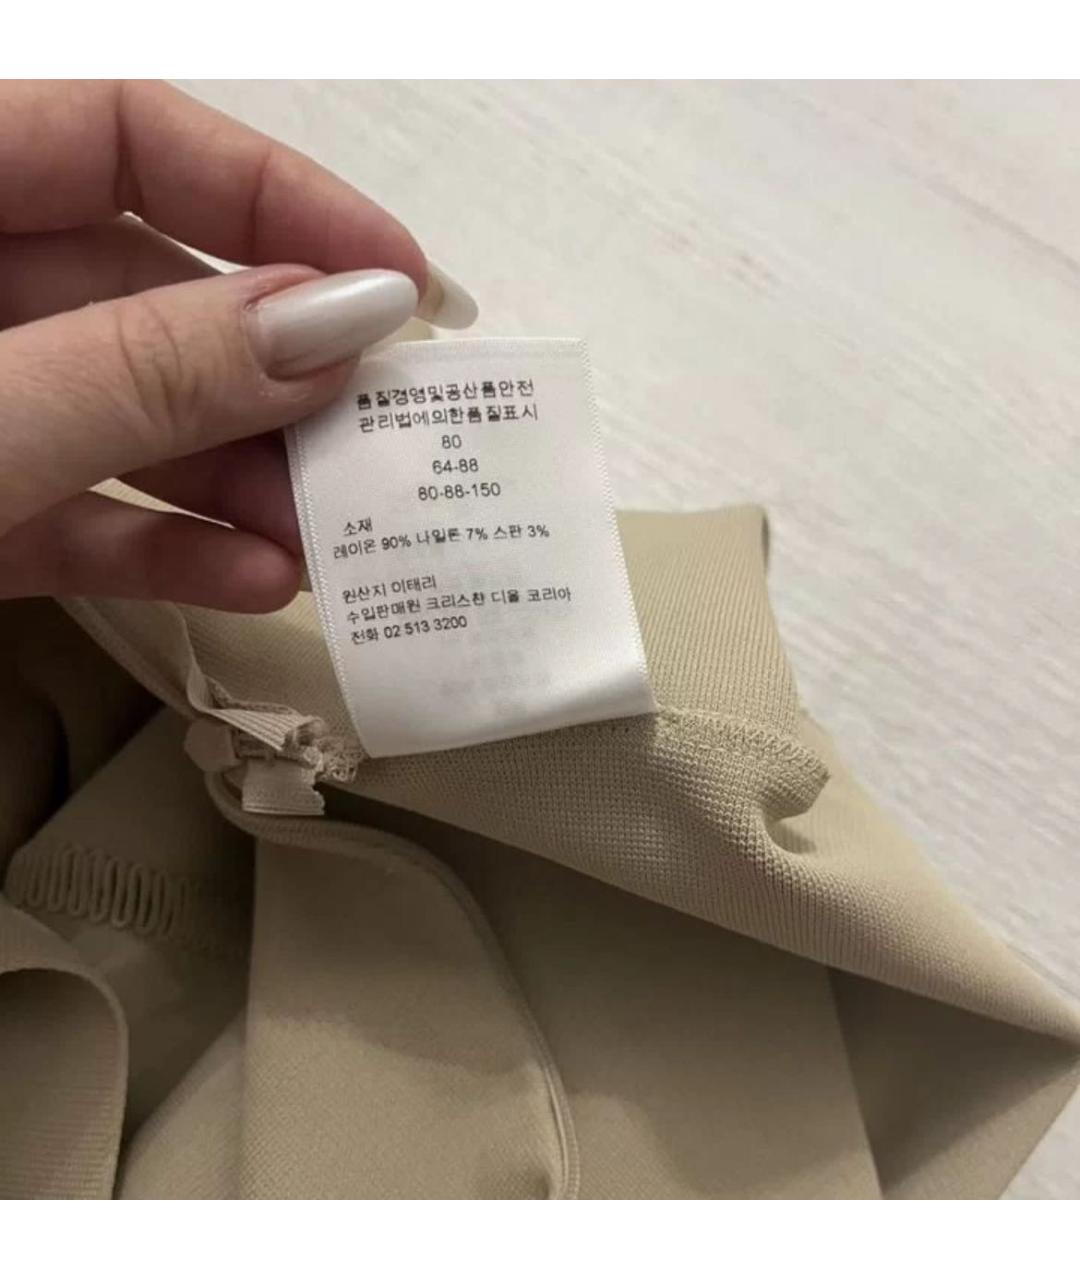 품질경영및공산품안전
관리법에의한품질표시
80
64-88
80-88-150
소재
레이온 90% 나일론 7% 스판 3%
원산지 이태리
수입판매원 크리스챤 디올 코리아
전화 02 513 3200